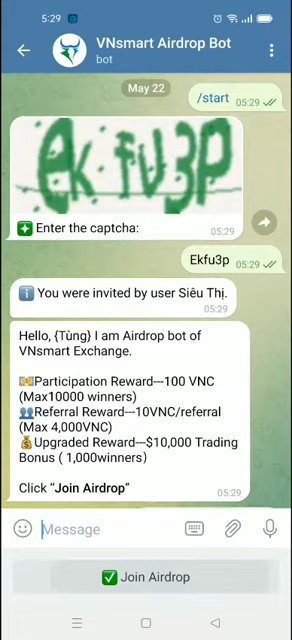 5:29
VNsmart Airdrop Bot
bot
May 22
/start 05:29
Ekfu3p
Enter the captcha:
05:29
Ekfu3p 05:29
You were invited by user Siêu Thị.
05:29
Hello, {Tùng} I am Airdrop bot of
VNsmart Exchange.
Participation Reward---100 VNC
(Max10000 winners)
Referral Reward---10VNC/referral
(Max 4,000VNC)
Upgraded Reward---$10,000 Trading
Bonus ( 1,000winners)
Click “Join Airdrop”
05:29
Message
Join Airdrop